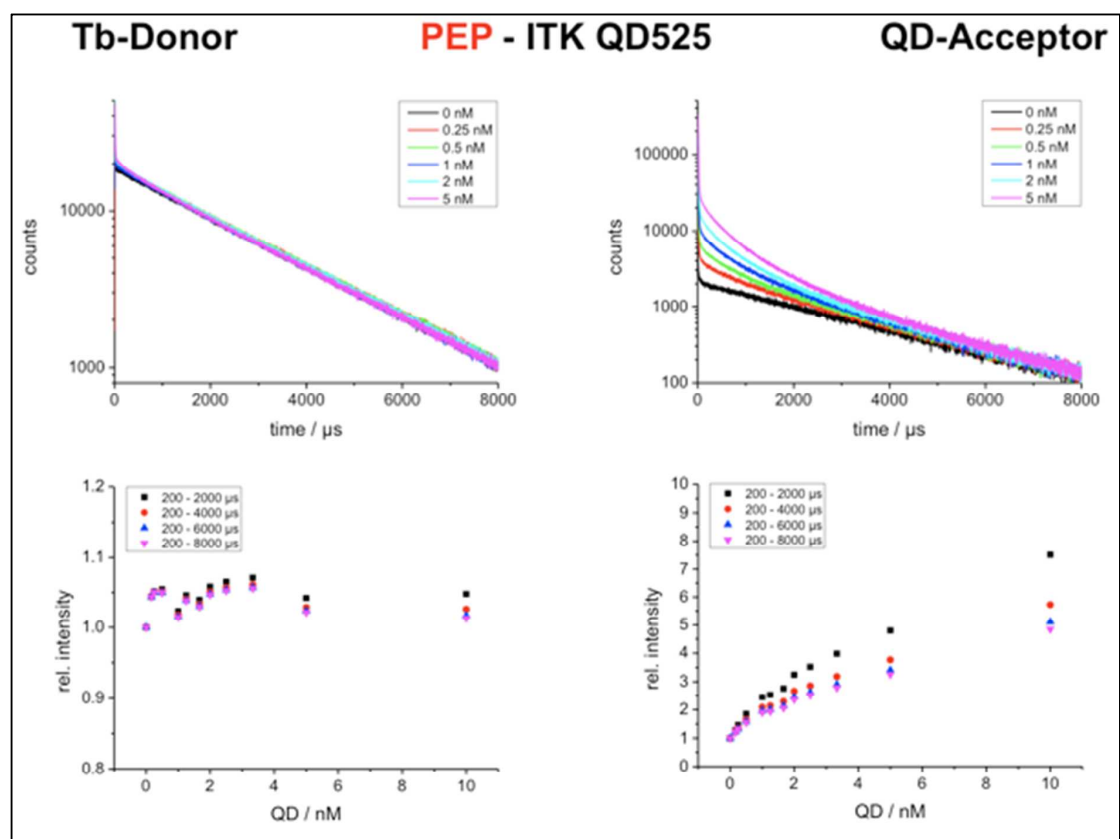 Tb-Donor PEP - ITK QD525 QD-Acceptor
0 nM
0.25 nM
0.5 nM
1 nM
2 nM
5 nM
10000
1000
counts
0 2000 4000 6000 8000
time / µs
0 nM
0.25 nM
0.5 nM
1 nM
2 nM
5 nM
100000
10000
1000
100
counts
0 2000 4000 6000 8000
time / µs
200 - 2000 µs
200 - 4000 µs
200 - 6000 µs
200 - 8000 µs
1.2
1.1
1.0
0.9
0.8
rel. intensity
0 2 4 6 8 10
QD / nM
200 - 2000 µs
200 - 4000 µs
200 - 6000 µs
200 - 8000 µs
10
9
8
7
6
5
4
3
2
1
0
rel. intensity
0 2 4 6 8 10
QD / nM